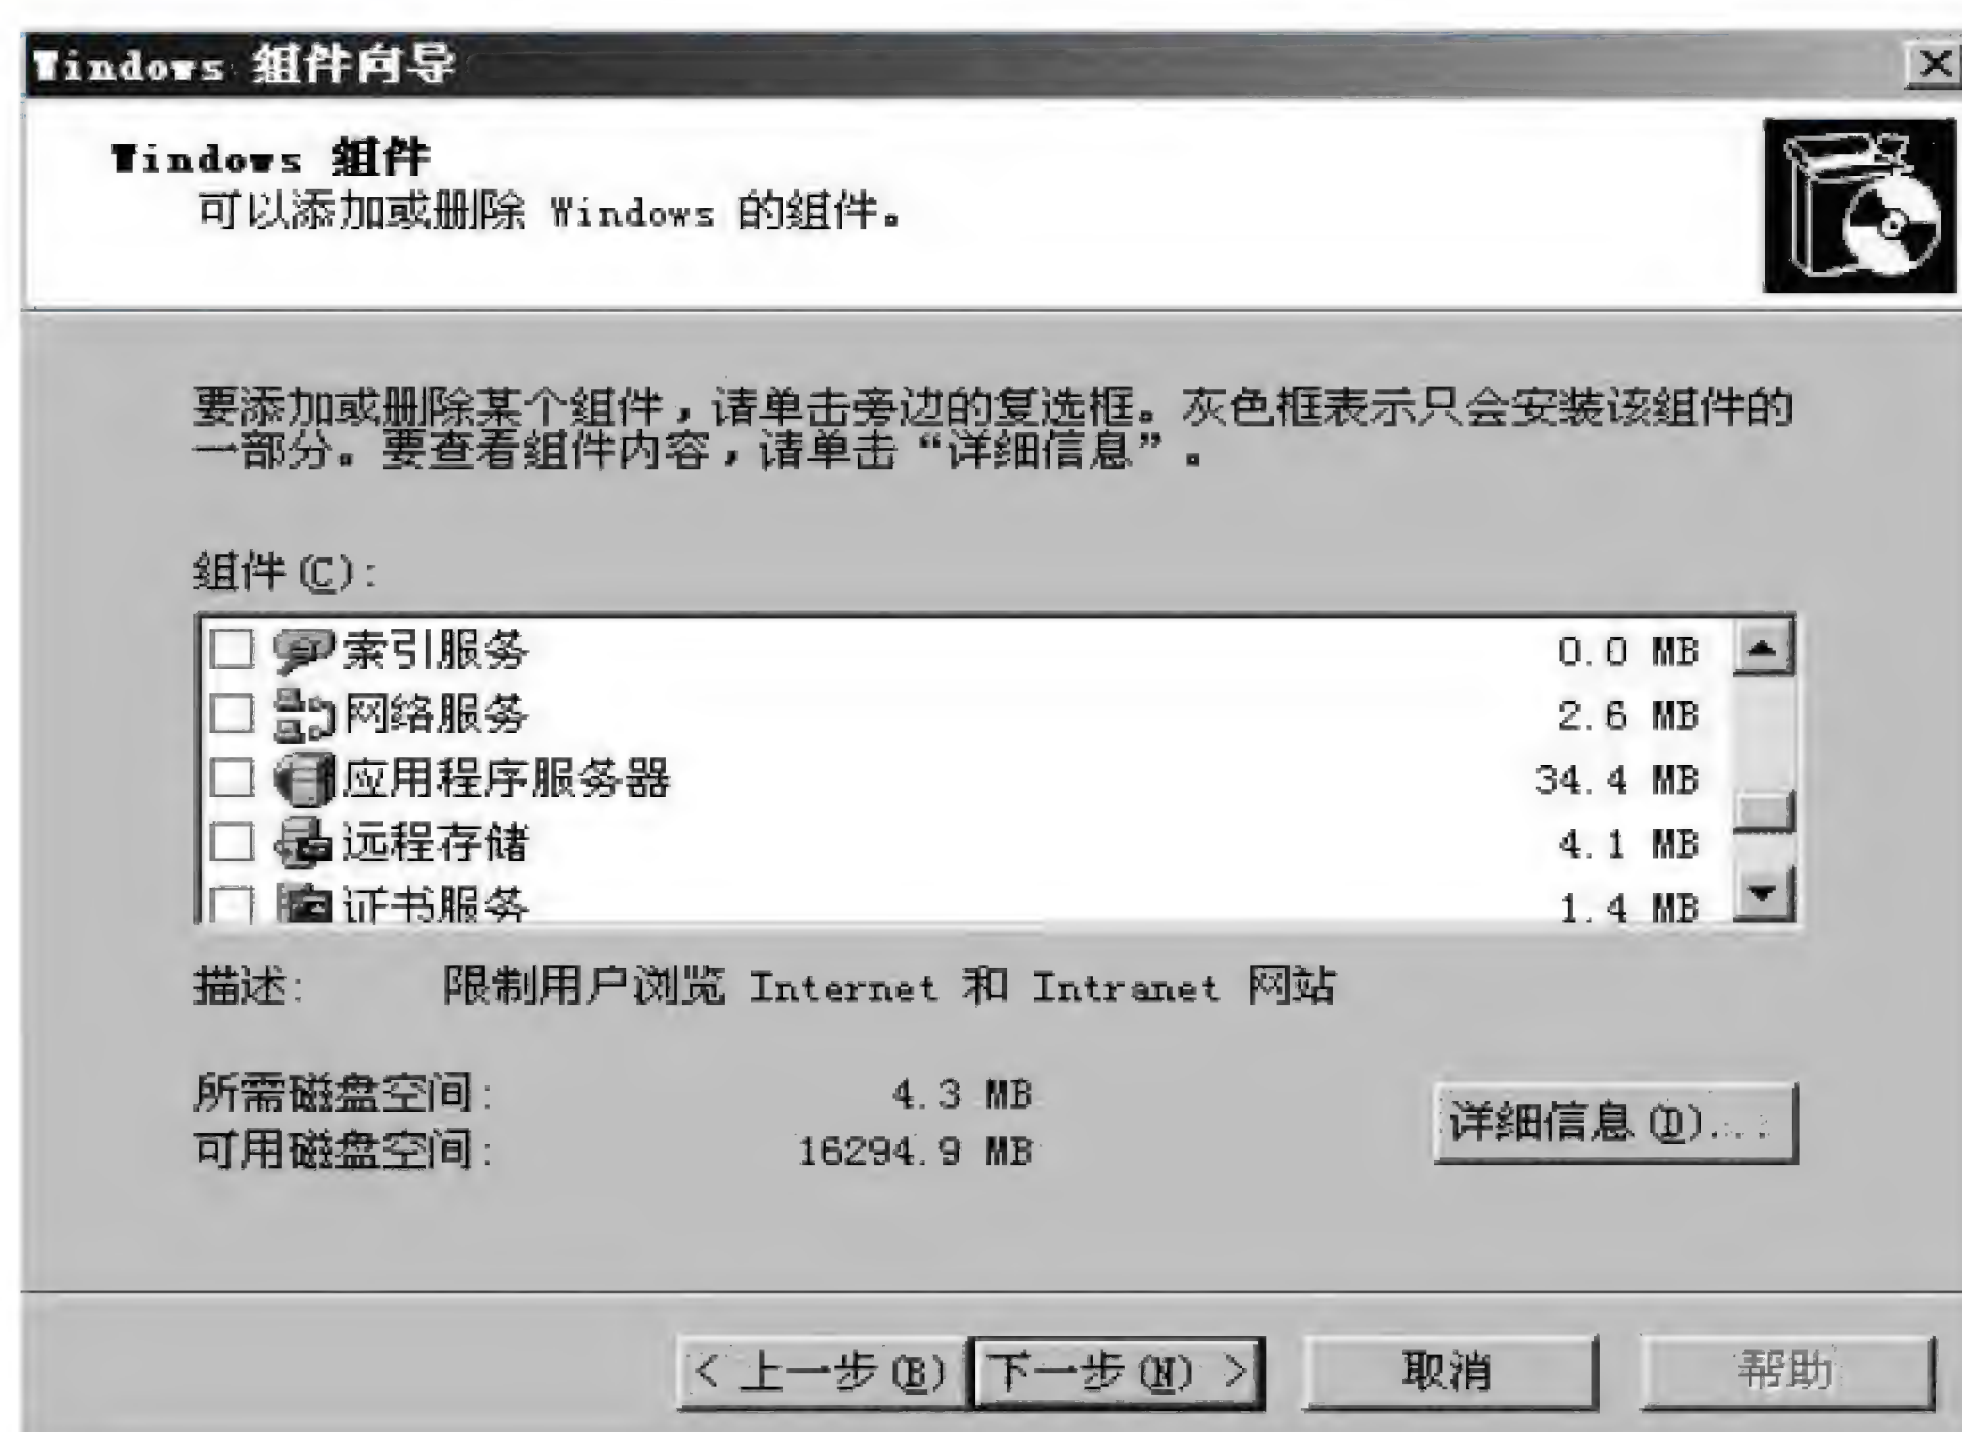 Windows 组件向导
Windows 组件
可以添加或删除 Windows 的组件。
要添加或删除某个组件，请单击旁边的复选框。灰色框表示只会安装该组件的
一部分。要查看组件内容，请单击“详细信息”。
组件(C):
索引服务 0.0 MB
网络服务 2.6 MB
应用程序服务器 34.4 MB
远程存储 4.1 MB
证书服务 1.4 MB
描述: 限制用户浏览 Internet 和 Intranet 网站
所需磁盘空间: 4.3 MB
详细信息(D)...
可用磁盘空间: 16294.9 MB
< 上一步(B) 下一步(N) > 取消 帮助